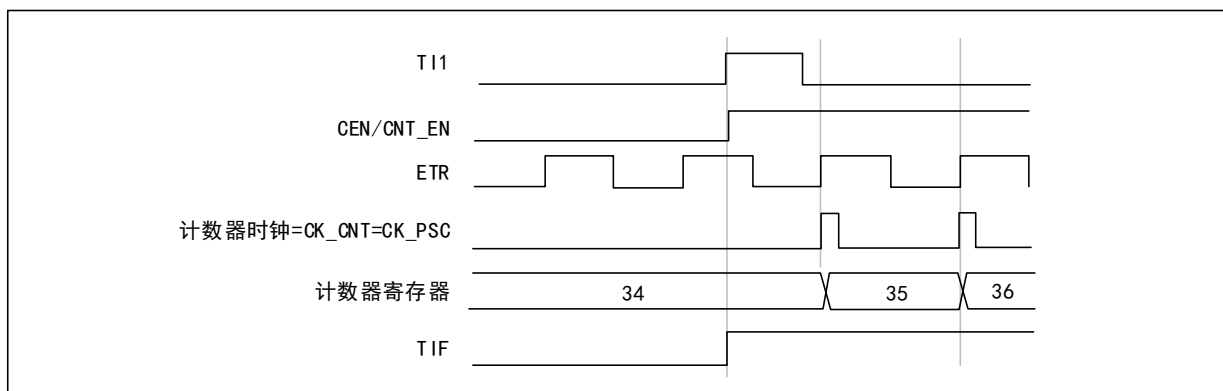 TI1
CEN/CNT_EN
ETR
计数器时钟=CK_CNT=CK_PSC
计数器寄存器 34 35 36
TIF